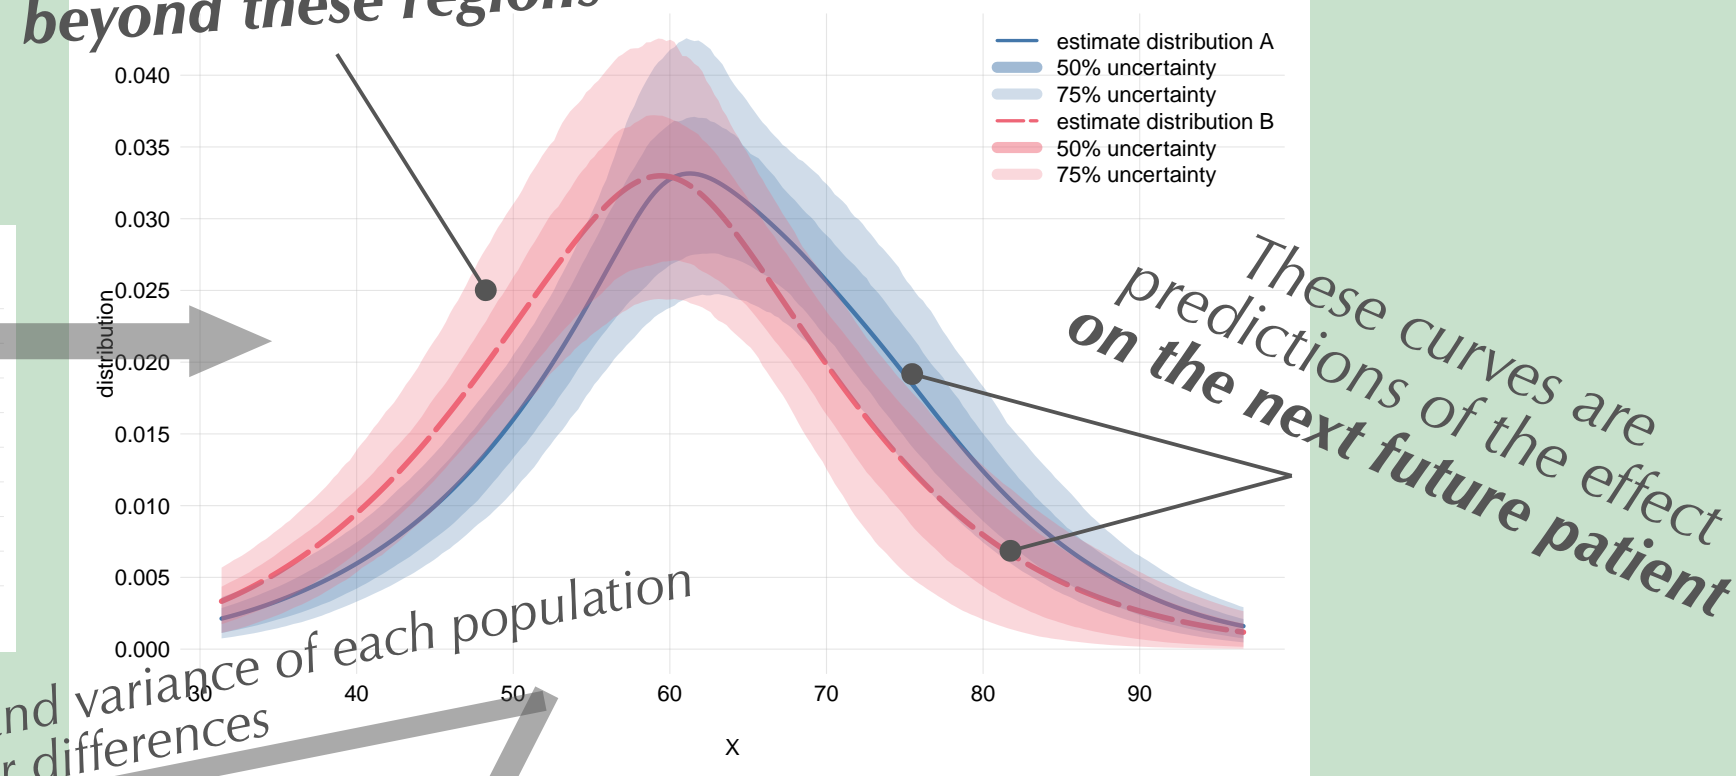 beyond these regions
0.040
0.035
0.030
0.025
0.020
0.015
0.010
0.005
0.000
distribution
30 40 50 60 70 80 90
X
estimate distribution A
50% uncertainty
75% uncertainty
estimate distribution B
50% uncertainty
75% uncertainty
These curves are
predictions of the effect
on the next future patient
variance of each population
differences